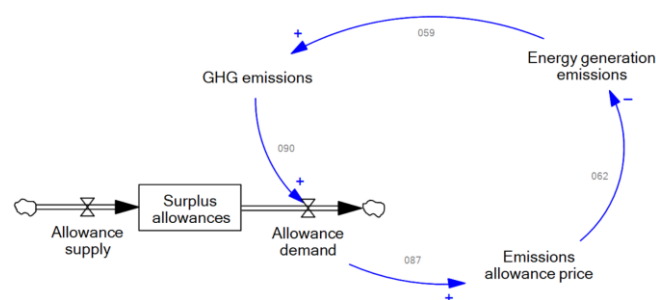 +
059
Energy generation
emissions
GHG emissions
−
090
+
062
Surplus
allowances
Allowance
supply
Allowance
demand
087
Emissions
allowance price
+